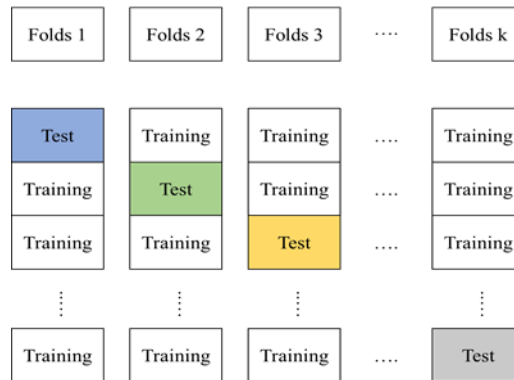 Folds 1 Folds 2 Folds 3 .... Folds k
Test Training Training .... Training
Training Test Training .... Training
Training Training Test .... Training
Training Training Training .... Test